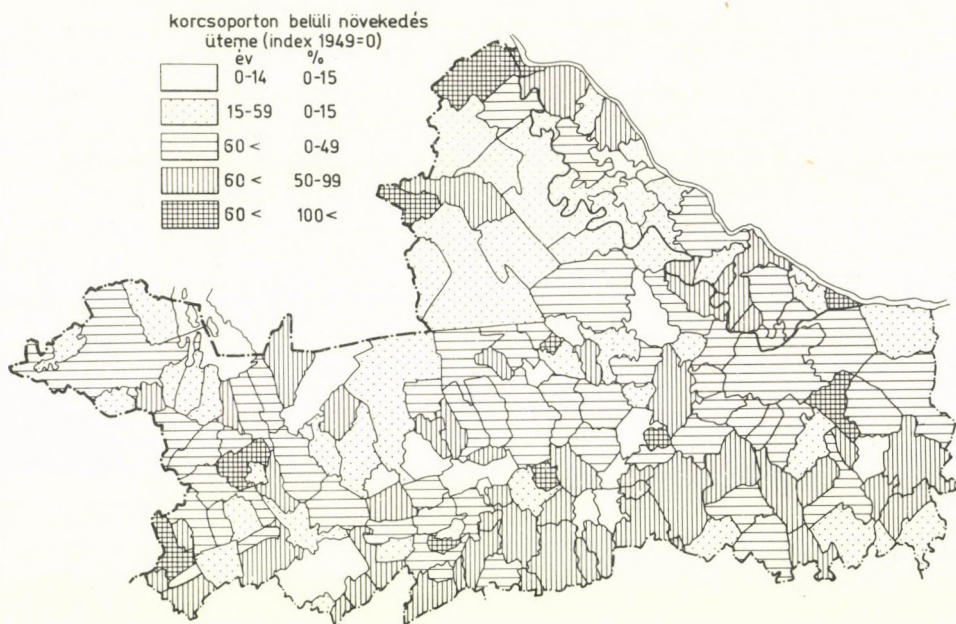 korcsoporton belüli növekedés
üteme (index 1949=0)
év %
0-14 0-15
15-59 0-15
60< 0-49
60< 50-99
60< 100<